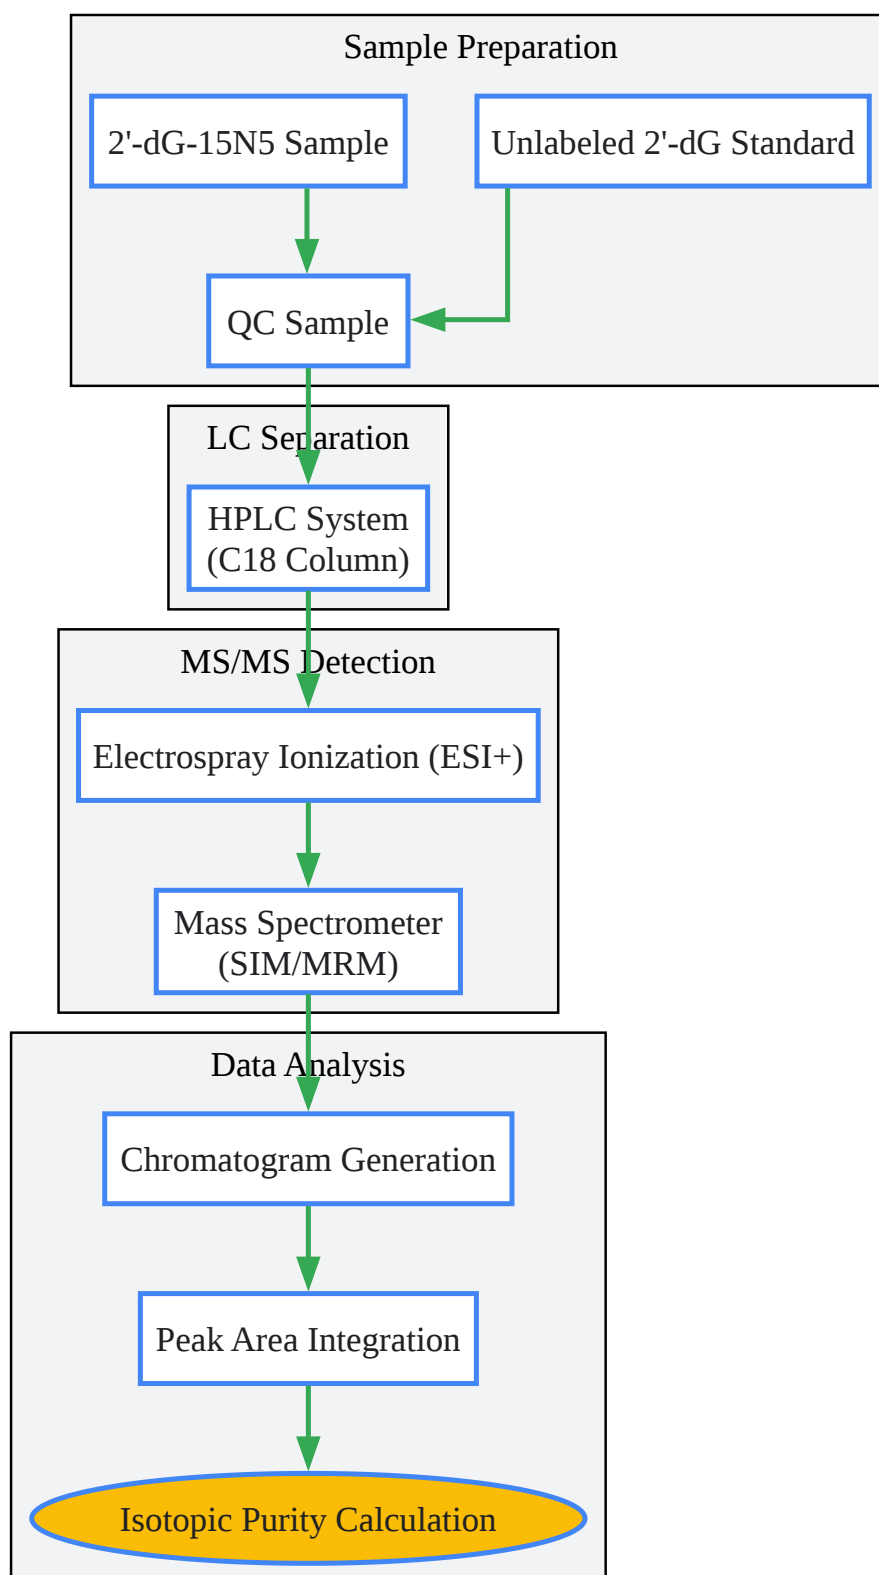 Sample Preparation
2'-dG-15N5 Sample
Unlabeled 2'-dG Standard
QC Sample
LC Separation
HPLC System
(C18 Column)
MS/MS Detection
Electrospray Ionization (ESI+)
Mass Spectrometer
(SIM/MRM)
Data Analysis
Chromatogram Generation
Peak Area Integration
Isotopic Purity Calculation